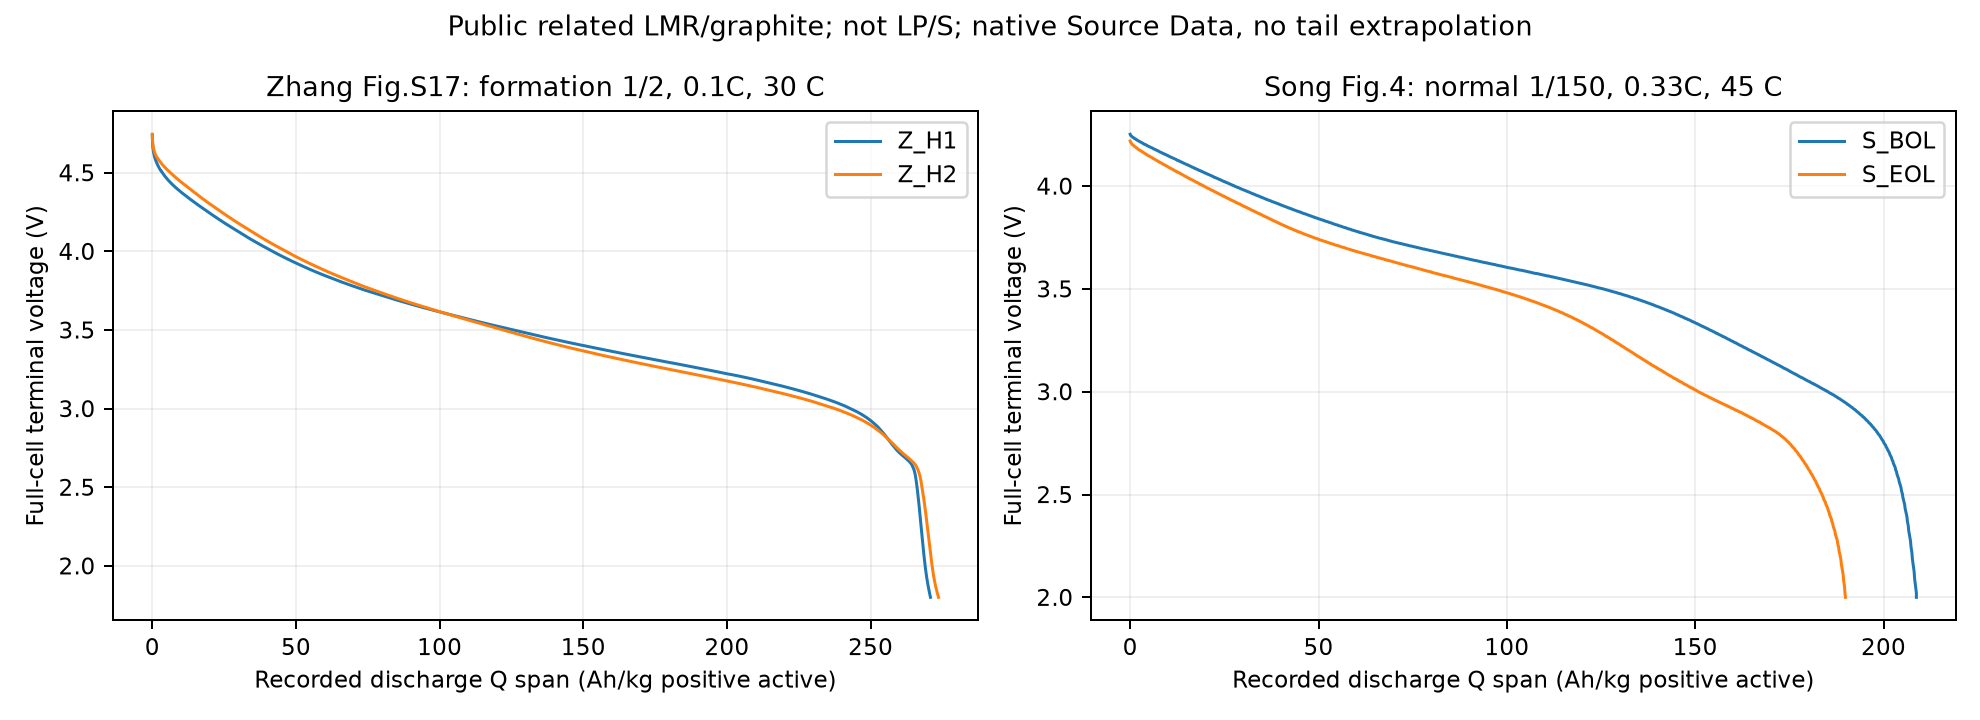 Public related LMR/graphite; not LP/S; native Source Data, no tail extrapolation
Zhang Fig.S17: formation 1/2, 0.1C, 30 C
Z_H1
Z_H2
4.5
4.0
3.5
3.0
2.5
2.0
Full-cell terminal voltage (V)
0
50
100
150
200
250
Recorded discharge Q span (Ah/kg positive active)
Song Fig.4: normal 1/150, 0.33C, 45 C
S_BOL
S_EOL
4.0
3.5
3.0
2.5
2.0
Full-cell terminal voltage (V)
0
50
100
150
200
Recorded discharge Q span (Ah/kg positive active)